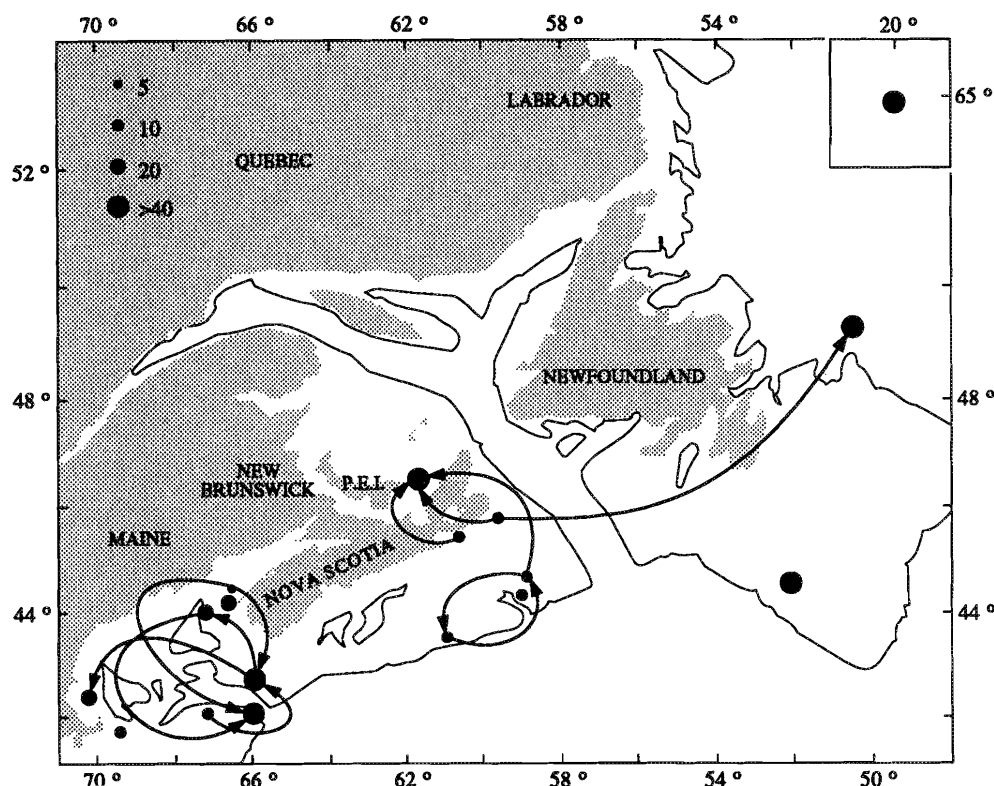 70 ° 66 ° 62 ° 58 ° 54 ° 20 °
5
LABRADOR
65 °
10
QUEBEC
52 °
20
>40
NEWFOUNDLAND
48 ° 48 °
NEW
BRUNSWICK
P.E.I.
MAINE
NOVA SCOTIA
44 ° 44 °
70 ° 66 ° 62 ° 58 ° 54 ° 50 °